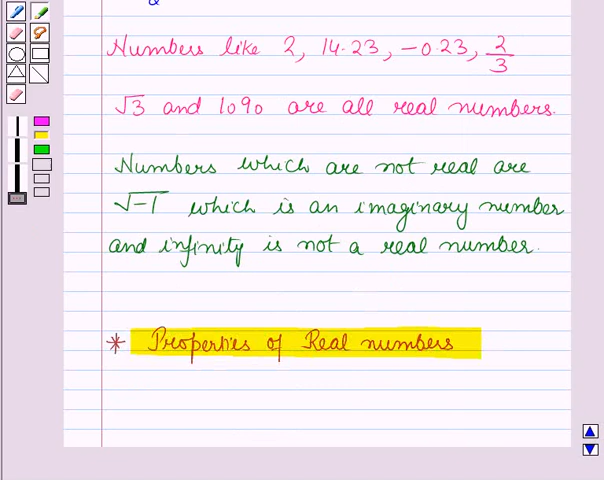 Numbers like 2, 14.23, -0.23, 2/3
√3 and 1090 are all real numbers.
Numbers which are not real are
√-1 which is an imaginary number
and infinity is not a real number.
* Properties of Real numbers